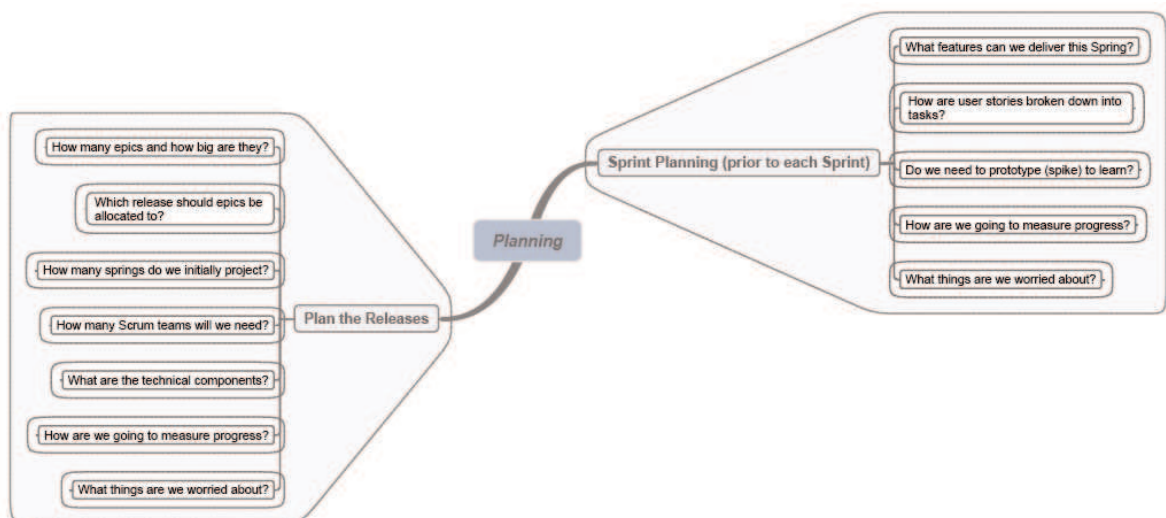 Planning
Plan the Releases
How many epics and how big are they?
Which release should epics be
allocated to?
How many springs do we initially project?
How many Scrum teams will we need?
What are the technical components?
How are we going to measure progress?
What things are we worried about?
Sprint Planning (prior to each Sprint)
What features can we deliver this Spring?
How are user stories broken down into
tasks?
Do we need to prototype (spike) to learn?
How are we going to measure progress?
What things are we worried about?